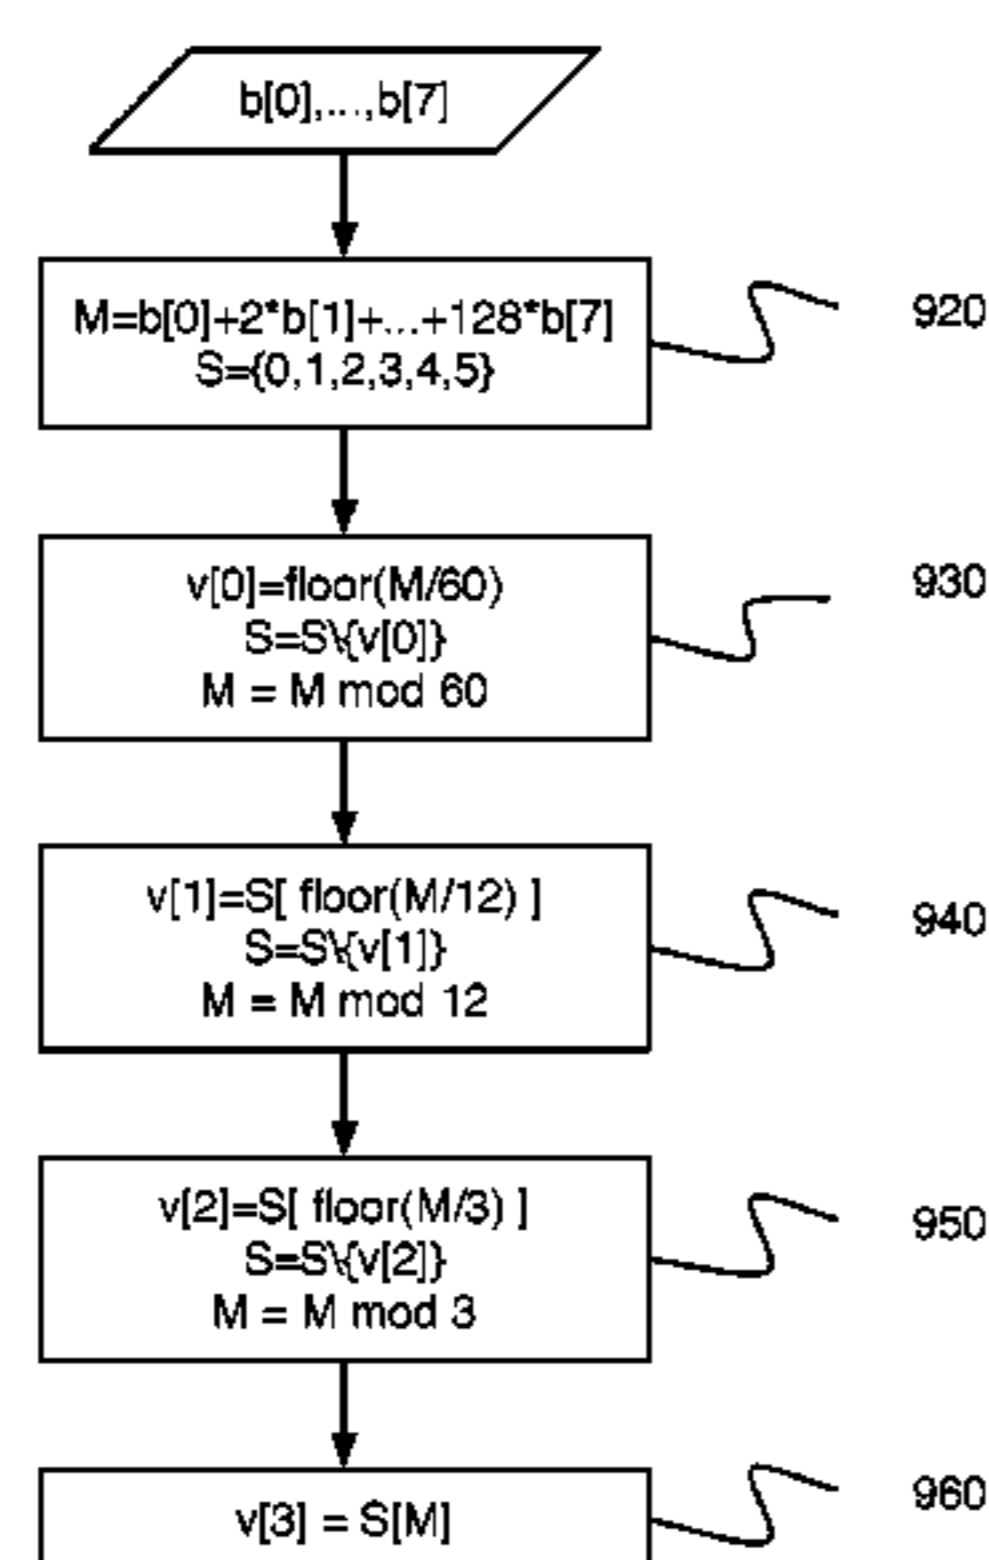 b[0],...,b[7]
M=b[0]+2*b[1]+...+128*b[7]
S={0,1,2,3,4,5}
920
v[0]=floor(M/60)
S=S\{v[0]}
M = M mod 60
930
v[1]=S[ floor(M/12) ]
S=S\{v[1]}
M = M mod 12
940
v[2]=S[ floor(M/3) ]
S=S\{v[2]}
M = M mod 3
950
v[3] = S[M]
960